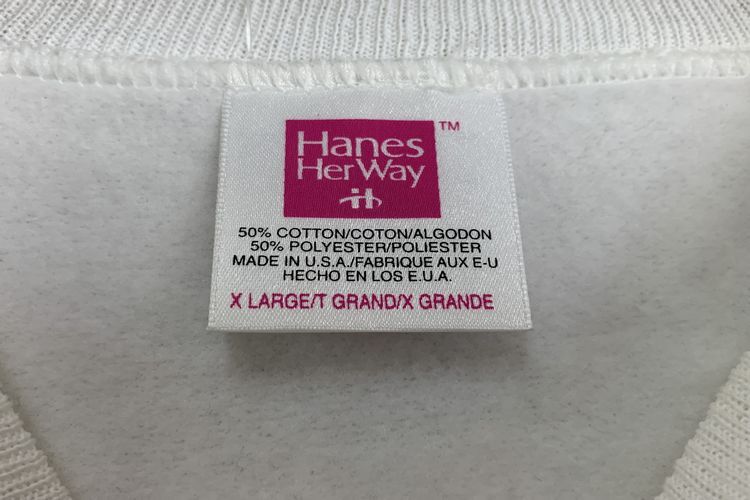 Hanes TM
HerWay
50% COTTON/COTON/ALGODON
50% POLYESTER/POLIESTER
MADE IN U.S.A./FABRIQUE AUX E-U
HECHO EN LOS E.U.A.
X LARGE/T GRAND/X GRANDE